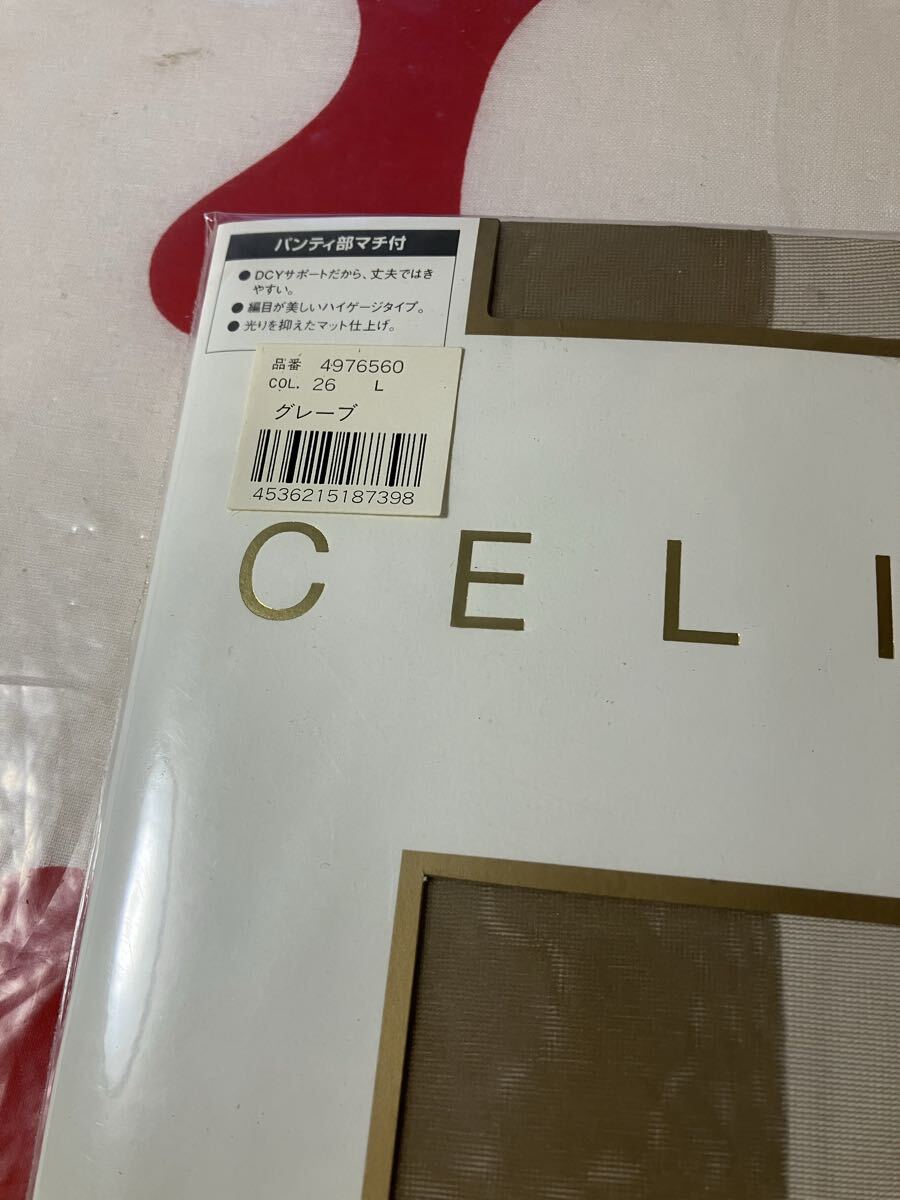 パンティ部マチ付
● DCYサポートだから、丈夫ではき
やすい。
● 編目が美しいハイゲージタイプ。
● 光りを抑えたマット仕上げ。
品番 4976560
COL. 26 L
グレーブ
4536215187398
CELI